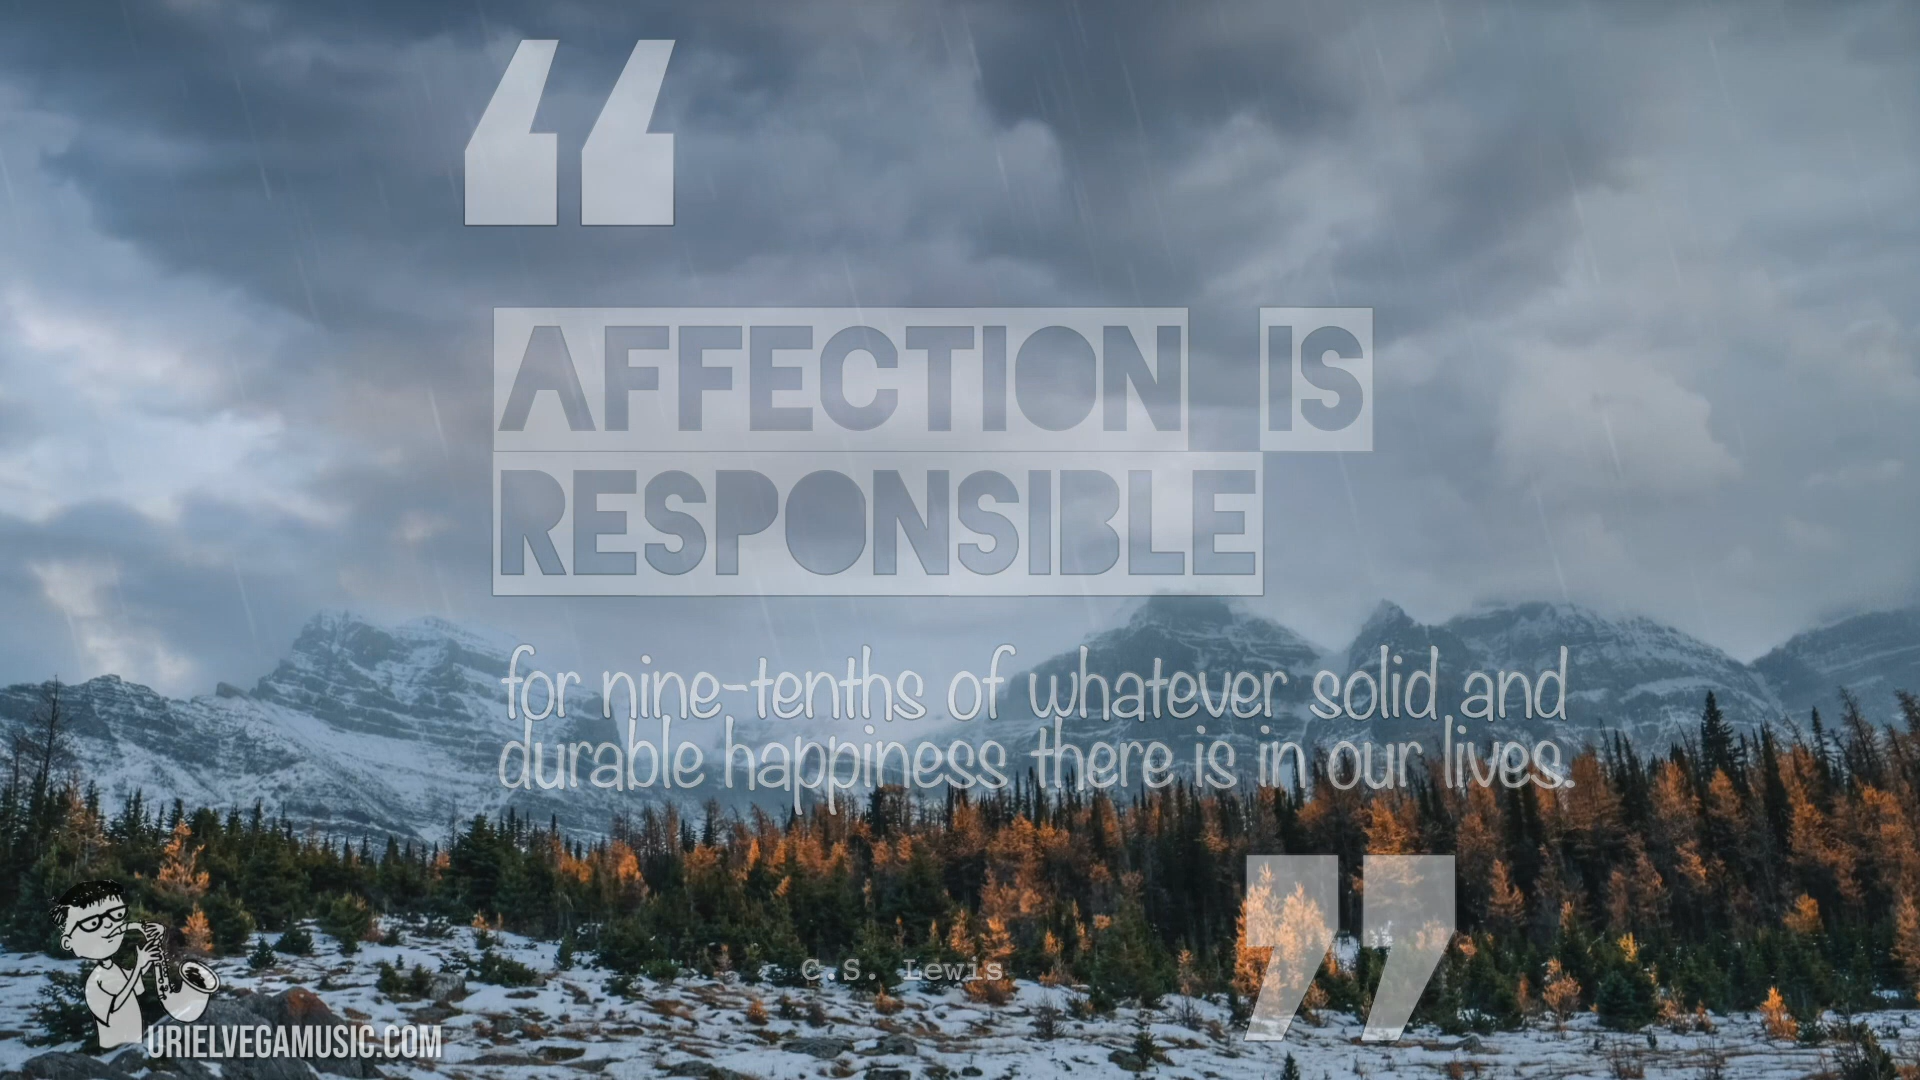 “
AFFECTION IS
RESPONSIBLE
for nine-tenths of whatever solid and
durable happiness there is in our lives.
”
C.S. Lewis
URIELVEGAMUSIC.COM